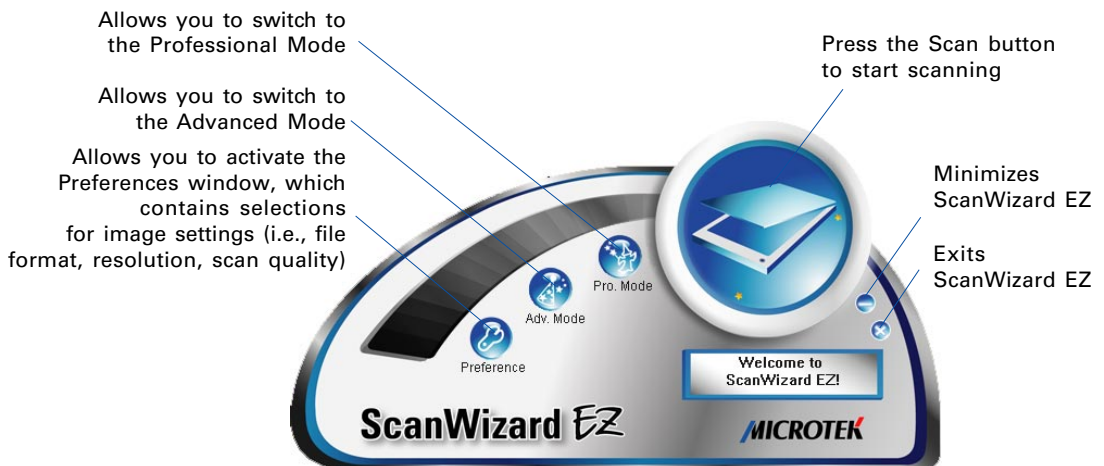 Allows you to switch to
the Professional Mode
Allows you to switch to
the Advanced Mode
Allows you to activate the
Preferences window, which
contains selections
for image settings (i.e., file
format, resolution, scan quality)
Press the Scan button
to start scanning
Minimizes
ScanWizard EZ
Exits
ScanWizard EZ
Pro. Mode
Adv. Mode
Preference
Welcome to
ScanWizard EZ!
ScanWizard EZ
MICROTEK